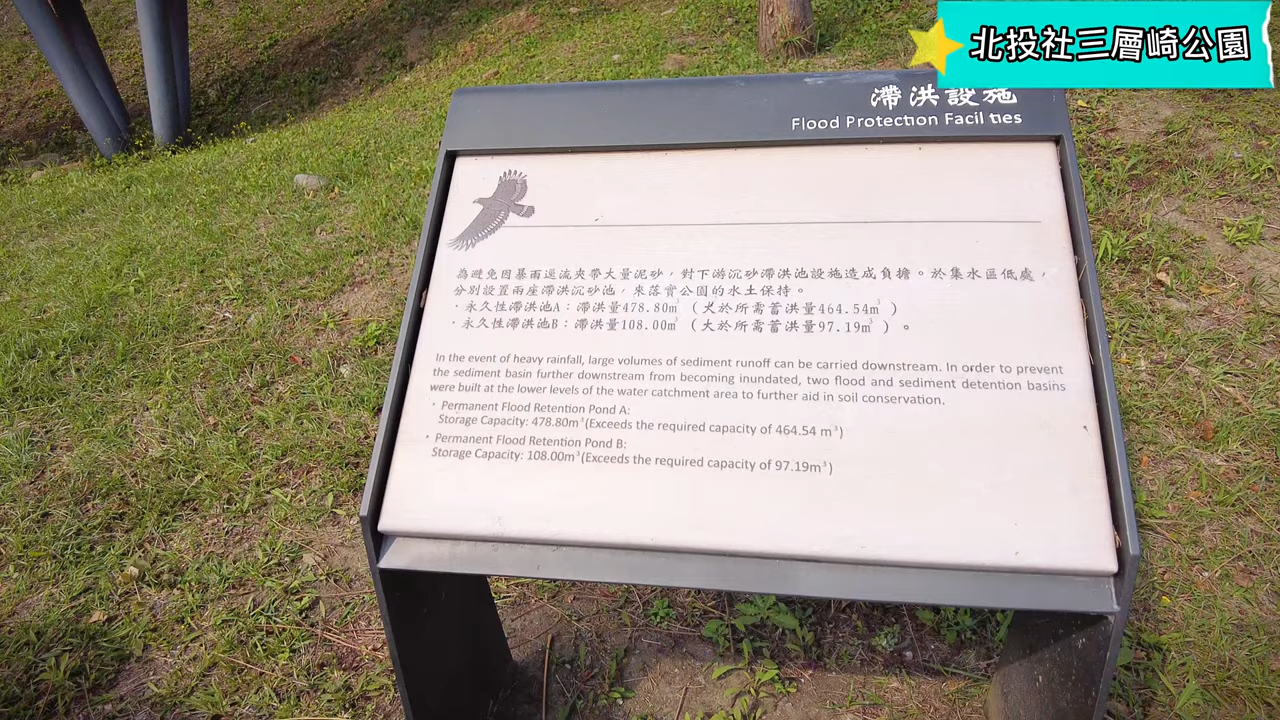 北投社三層崎公園
滯洪設施
Flood Protection Facil ties
為避免因暴雨逕流夾帶大量泥砂，對下游沉砂滯洪池設施造成負擔。於集水區低處，
分別設置兩座滯洪沉砂池，來落實公園的水土保持。
·永久性滯洪池A：滯洪量478.80m³（大於所需蓄洪量464.54m³）
·永久性滯洪池B：滯洪量108.00m³（大於所需蓄洪量97.19m³）。
In the event of heavy rainfall, large volumes of sediment runoff can be carried downstream. In order to prevent
the sediment basin further downstream from becoming inundated, two flood and sediment detention basins
were built at the lower levels of the water catchment area to further aid in soil conservation.
· Permanent Flood Retention Pond A:
Storage Capacity: 478.80m³(Exceeds the required capacity of 464.54 m³)
· Permanent Flood Retention Pond B:
Storage Capacity: 108.00m³(Exceeds the required capacity of 97.19m³)